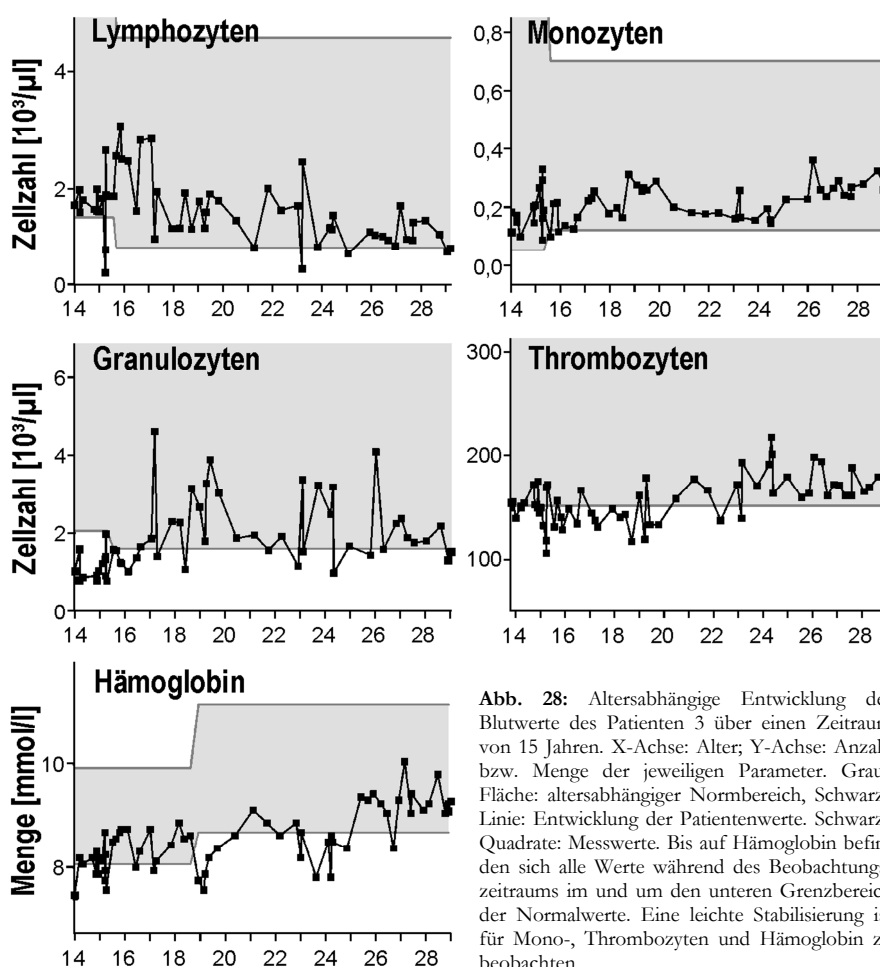 Lymphozyten
Zellzahl [10³/µl]
4
2
0
14 16 18 20 22 24 26 28
Monozyten
0,8
0,6
0,4
0,2
0,0
14 16 18 20 22 24 26 28
Granulozyten
Zellzahl [10³/µl]
6
4
2
0
14 16 18 20 22 24 26 28
Thrombozyten
300
200
100
14 16 18 20 22 24 26 28
Hämoglobin
Menge [mmol/l]
10
8
14 16 18 20 22 24 26 28
Abb. 28: Altersabhängige Entwicklung de
Blutwerte des Patienten 3 über einen Zeitraum
von 15 Jahren. X-Achse: Alter; Y-Achse:
bzw. Menge der jeweiligen Parameter. Grau
Fläche: altersabhängiger Normbereich, Schwarz
Linie: Entwicklung der Patientenwerte. Schwarz
Quadrate: Messwerte. Bis auf Hämoglobin befin
den sich alle Werte während des Beobachtung
zeitraums im und um den unteren Grenzbereich
der Normalwerte. Eine leichte Stabilisierung i
für Mono-, Thrombozyten und Hämoglobin z
beobachten